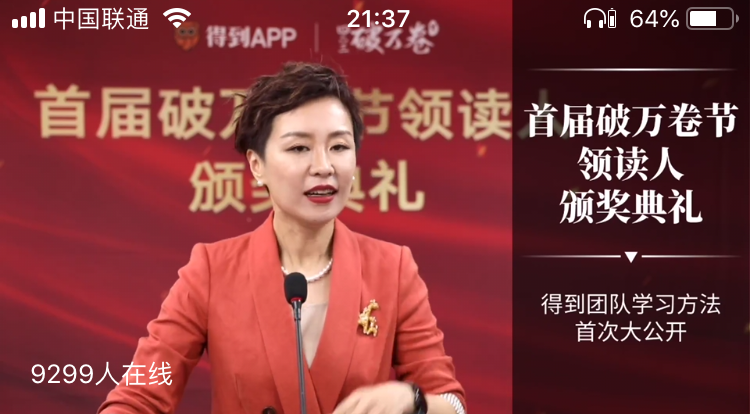 中国联通
21:37
64%
得到APP
破万卷节
首届破万卷节领读人
颁奖典礼
首届破万卷节
领读人
颁奖典礼
得到团队学习方法
首次大公开
9299人在线